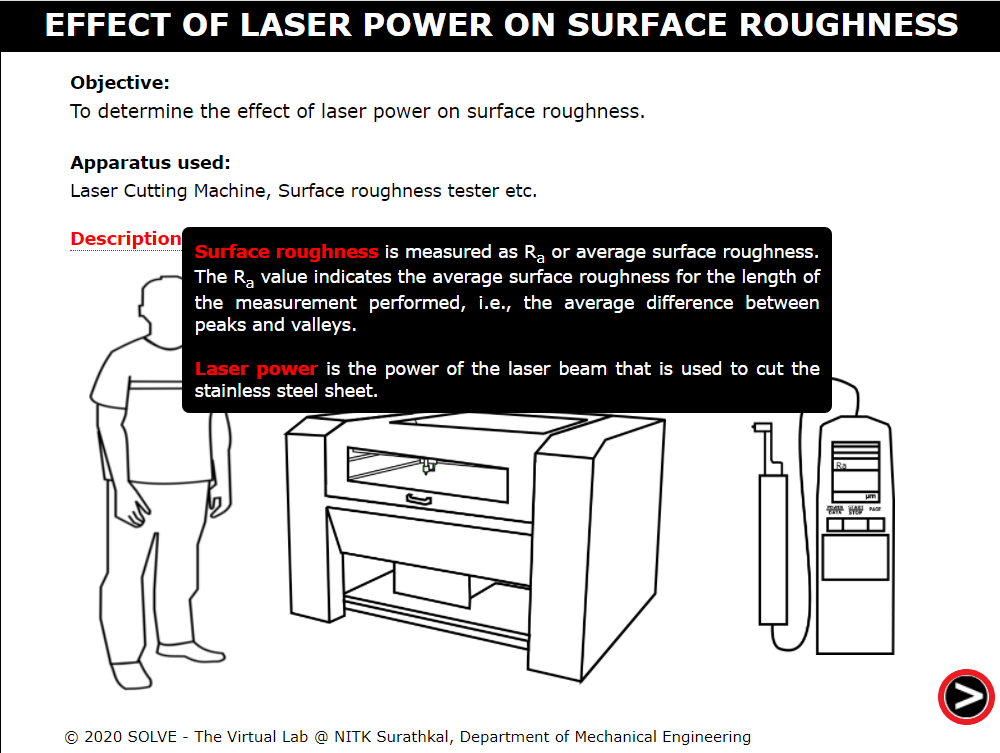 EFFECT OF LASER POWER ON SURFACE ROUGHNESS
Objective:
To determine the effect of laser power on surface roughness.
Apparatus used:
Laser Cutting Machine, Surface roughness tester etc.
Description
Surface roughness is measured as Ra or average surface roughness.
The Ra value indicates the average surface roughness for the length of
the measurement performed, i.e., the average difference between
peaks and valleys.
Laser power is the power of the laser beam that is used to cut the
stainless steel sheet.
Ra
µm
POWER DATA START STOP PAGE
© 2020 SOLVE - The Virtual Lab @ NITK Surathkal, Department of Mechanical Engineering